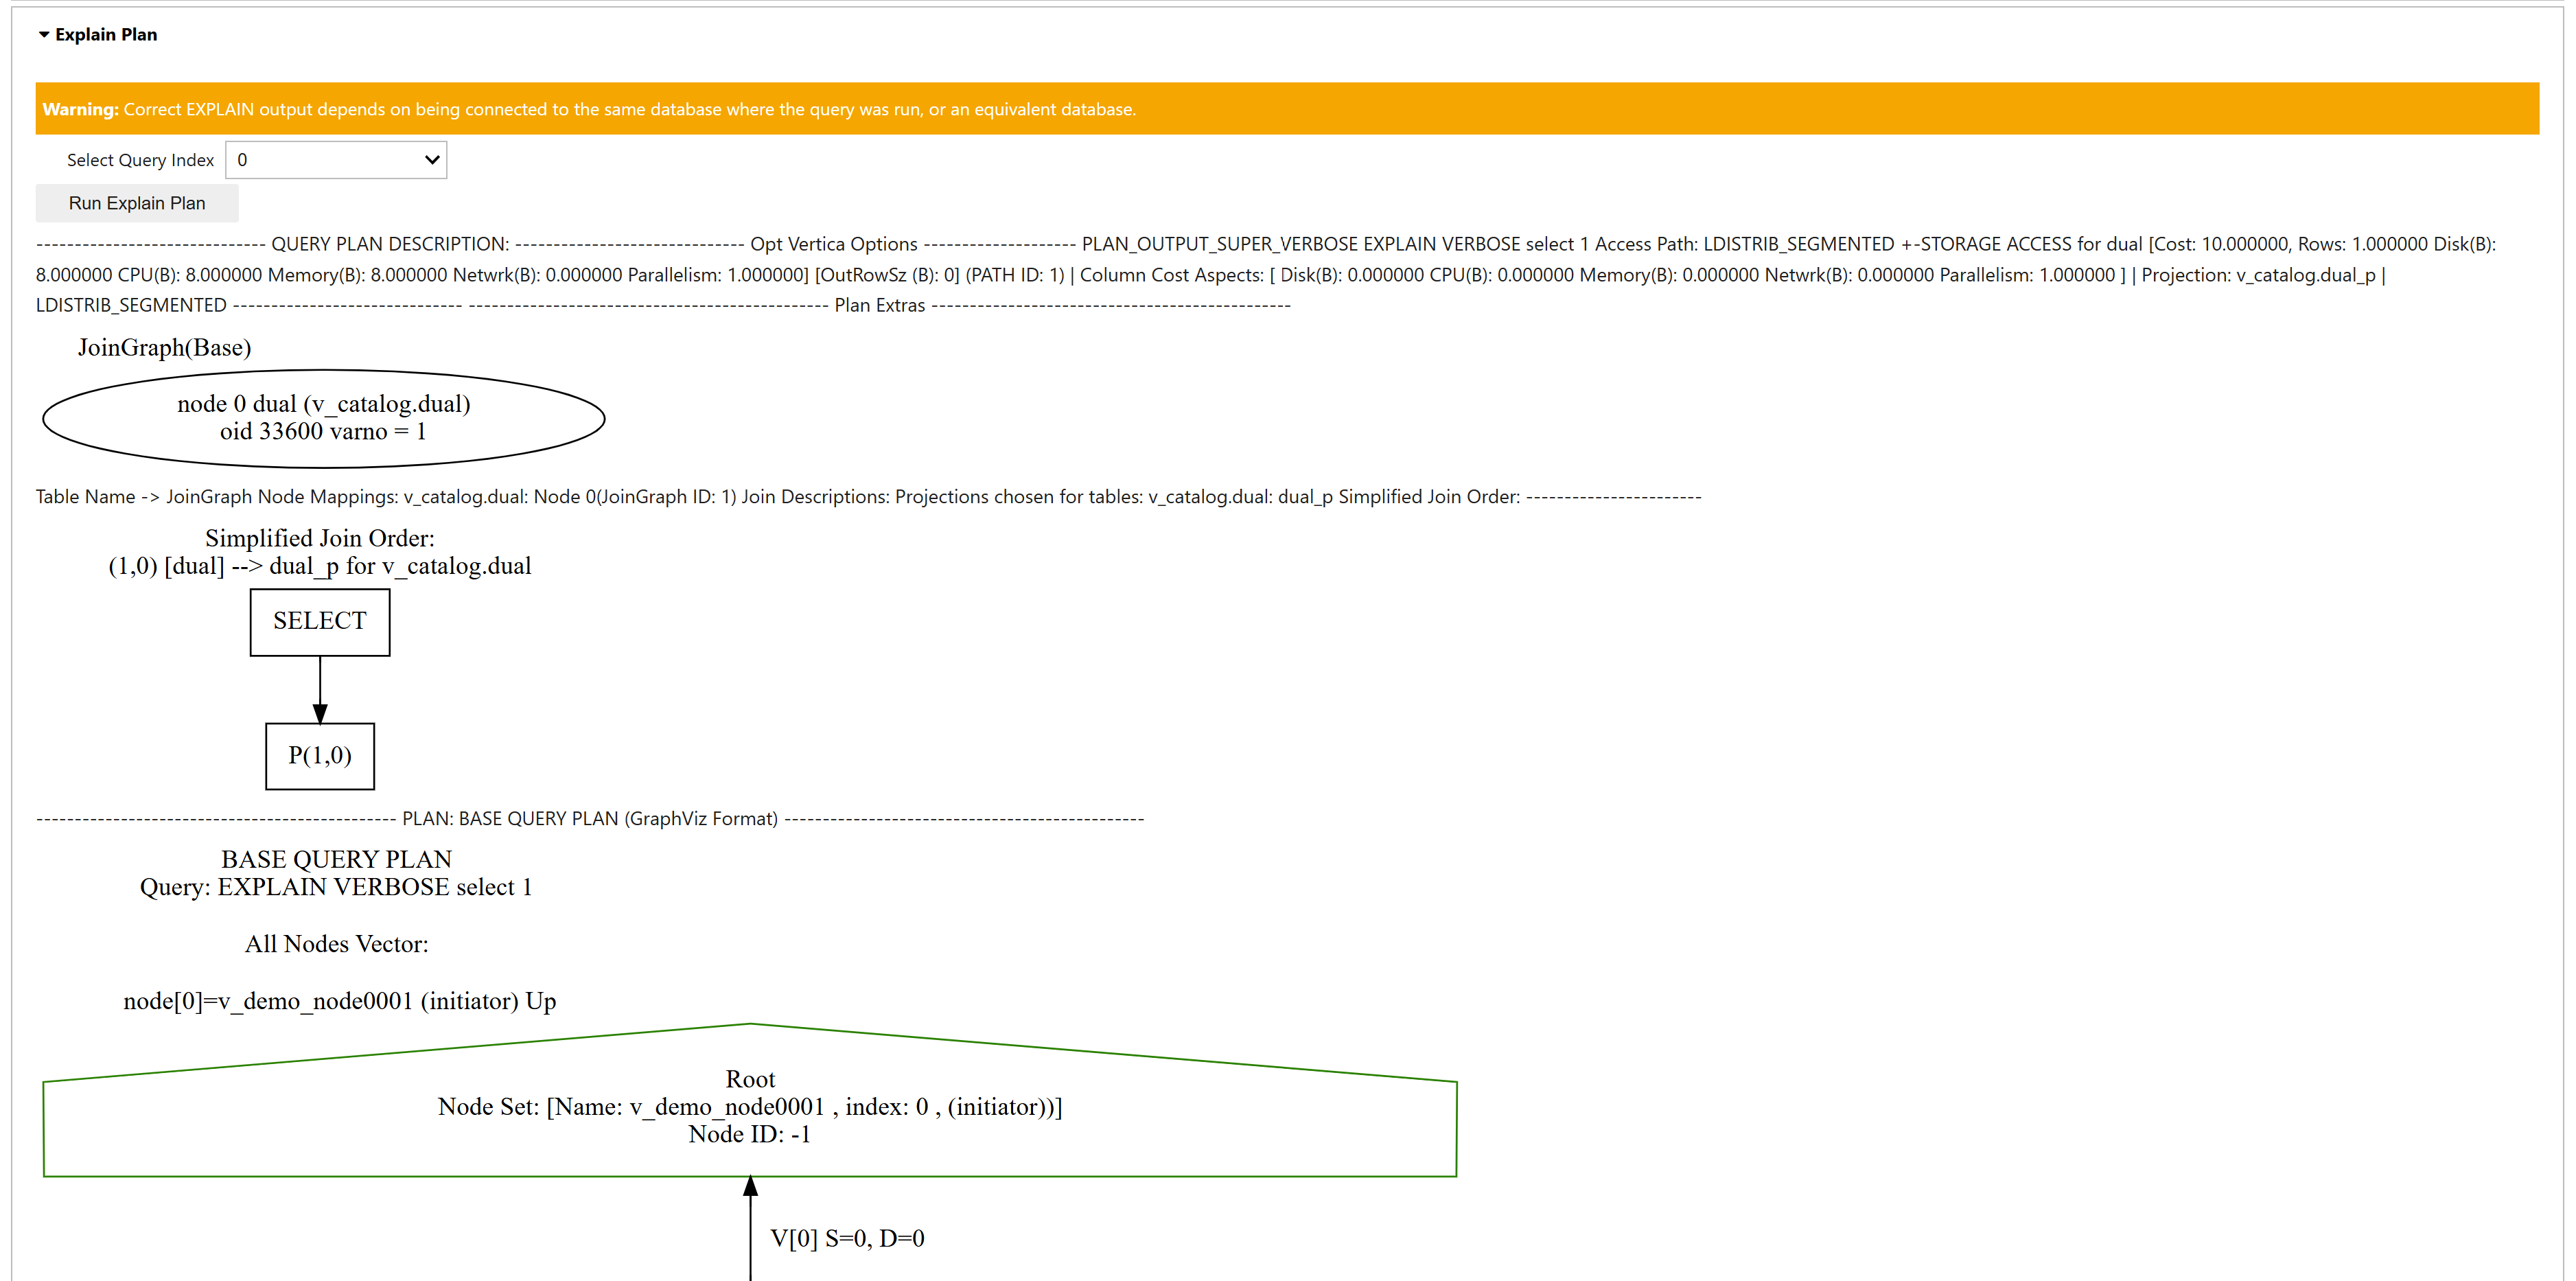 Explain Plan
Warning: Correct EXPLAIN output depends on being connected to the same database where the query was run, or an equivalent database.
Select Query Index 0
Run Explain Plan
------------------------------ QUERY PLAN DESCRIPTION: ------------------------------ Opt Vertica Options -------------------- PLAN_OUTPUT_SUPER_VERBOSE EXPLAIN VERBOSE select 1 Access Path: LDISTRIB_SEGMENTED +-STORAGE ACCESS for dual [Cost: 10.000000, Rows: 1.000000 Disk(B):
8.000000 CPU(B): 8.000000 Memory(B): 8.000000 Netwrk(B): 0.000000 Parallelism: 1.000000] [OutRowSz (B): 0] (PATH ID: 1) | Column Cost Aspects: [ Disk(B): 0.000000 CPU(B): 0.000000 Memory(B): 0.000000 Netwrk(B): 0.000000 Parallelism: 1.000000 ] | Projection: v_catalog.dual_p |
LDISTRIB_SEGMENTED ------------------------------ ----------------------------------------------- Plan Extras -----------------------------------------------
JoinGraph(Base)
node 0 dual (v_catalog.dual)
oid 33600 varno = 1
Table Name -> JoinGraph Node Mappings: v_catalog.dual: Node 0(JoinGraph ID: 1) Join Descriptions: Projections chosen for tables: v_catalog.dual: dual_p Simplified Join Order: -----------------------
Simplified Join Order:
(1,0) [dual] --> dual_p for v_catalog.dual
SELECT
P(1,0)
----------------------------------------------- PLAN: BASE QUERY PLAN (GraphViz Format) -----------------------------------------------
BASE QUERY PLAN
Query: EXPLAIN VERBOSE select 1
All Nodes Vector:
node[0]=v_demo_node0001 (initiator) Up
Root
Node Set: [Name: v_demo_node0001 , index: 0 , (initiator))]
Node ID: -1
V[0] S=0, D=0